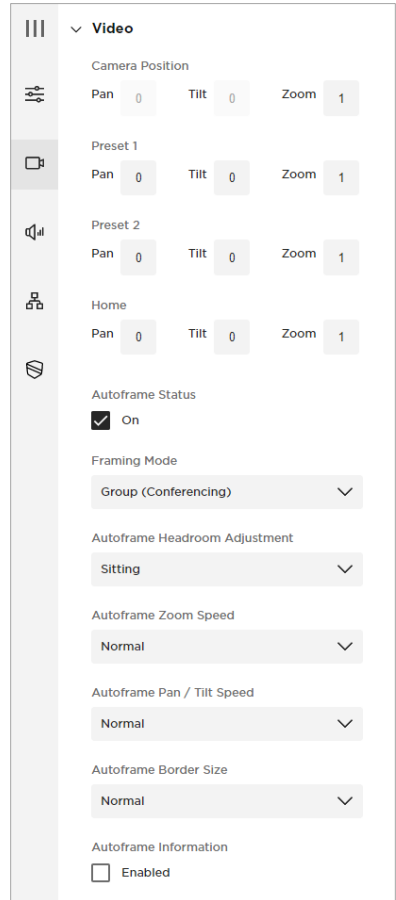 Video
Camera Position
Pan 0 Tilt 0 Zoom 1
Preset 1
Pan 0 Tilt 0 Zoom 1
Preset 2
Pan 0 Tilt 0 Zoom 1
Home
Pan 0 Tilt 0 Zoom 1
Autoframe Status
On
Framing Mode
Group (Conferencing)
Autoframe Headroom Adjustment
Sitting
Autoframe Zoom Speed
Normal
Autoframe Pan / Tilt Speed
Normal
Autoframe Border Size
Normal
Autoframe Information
Enabled